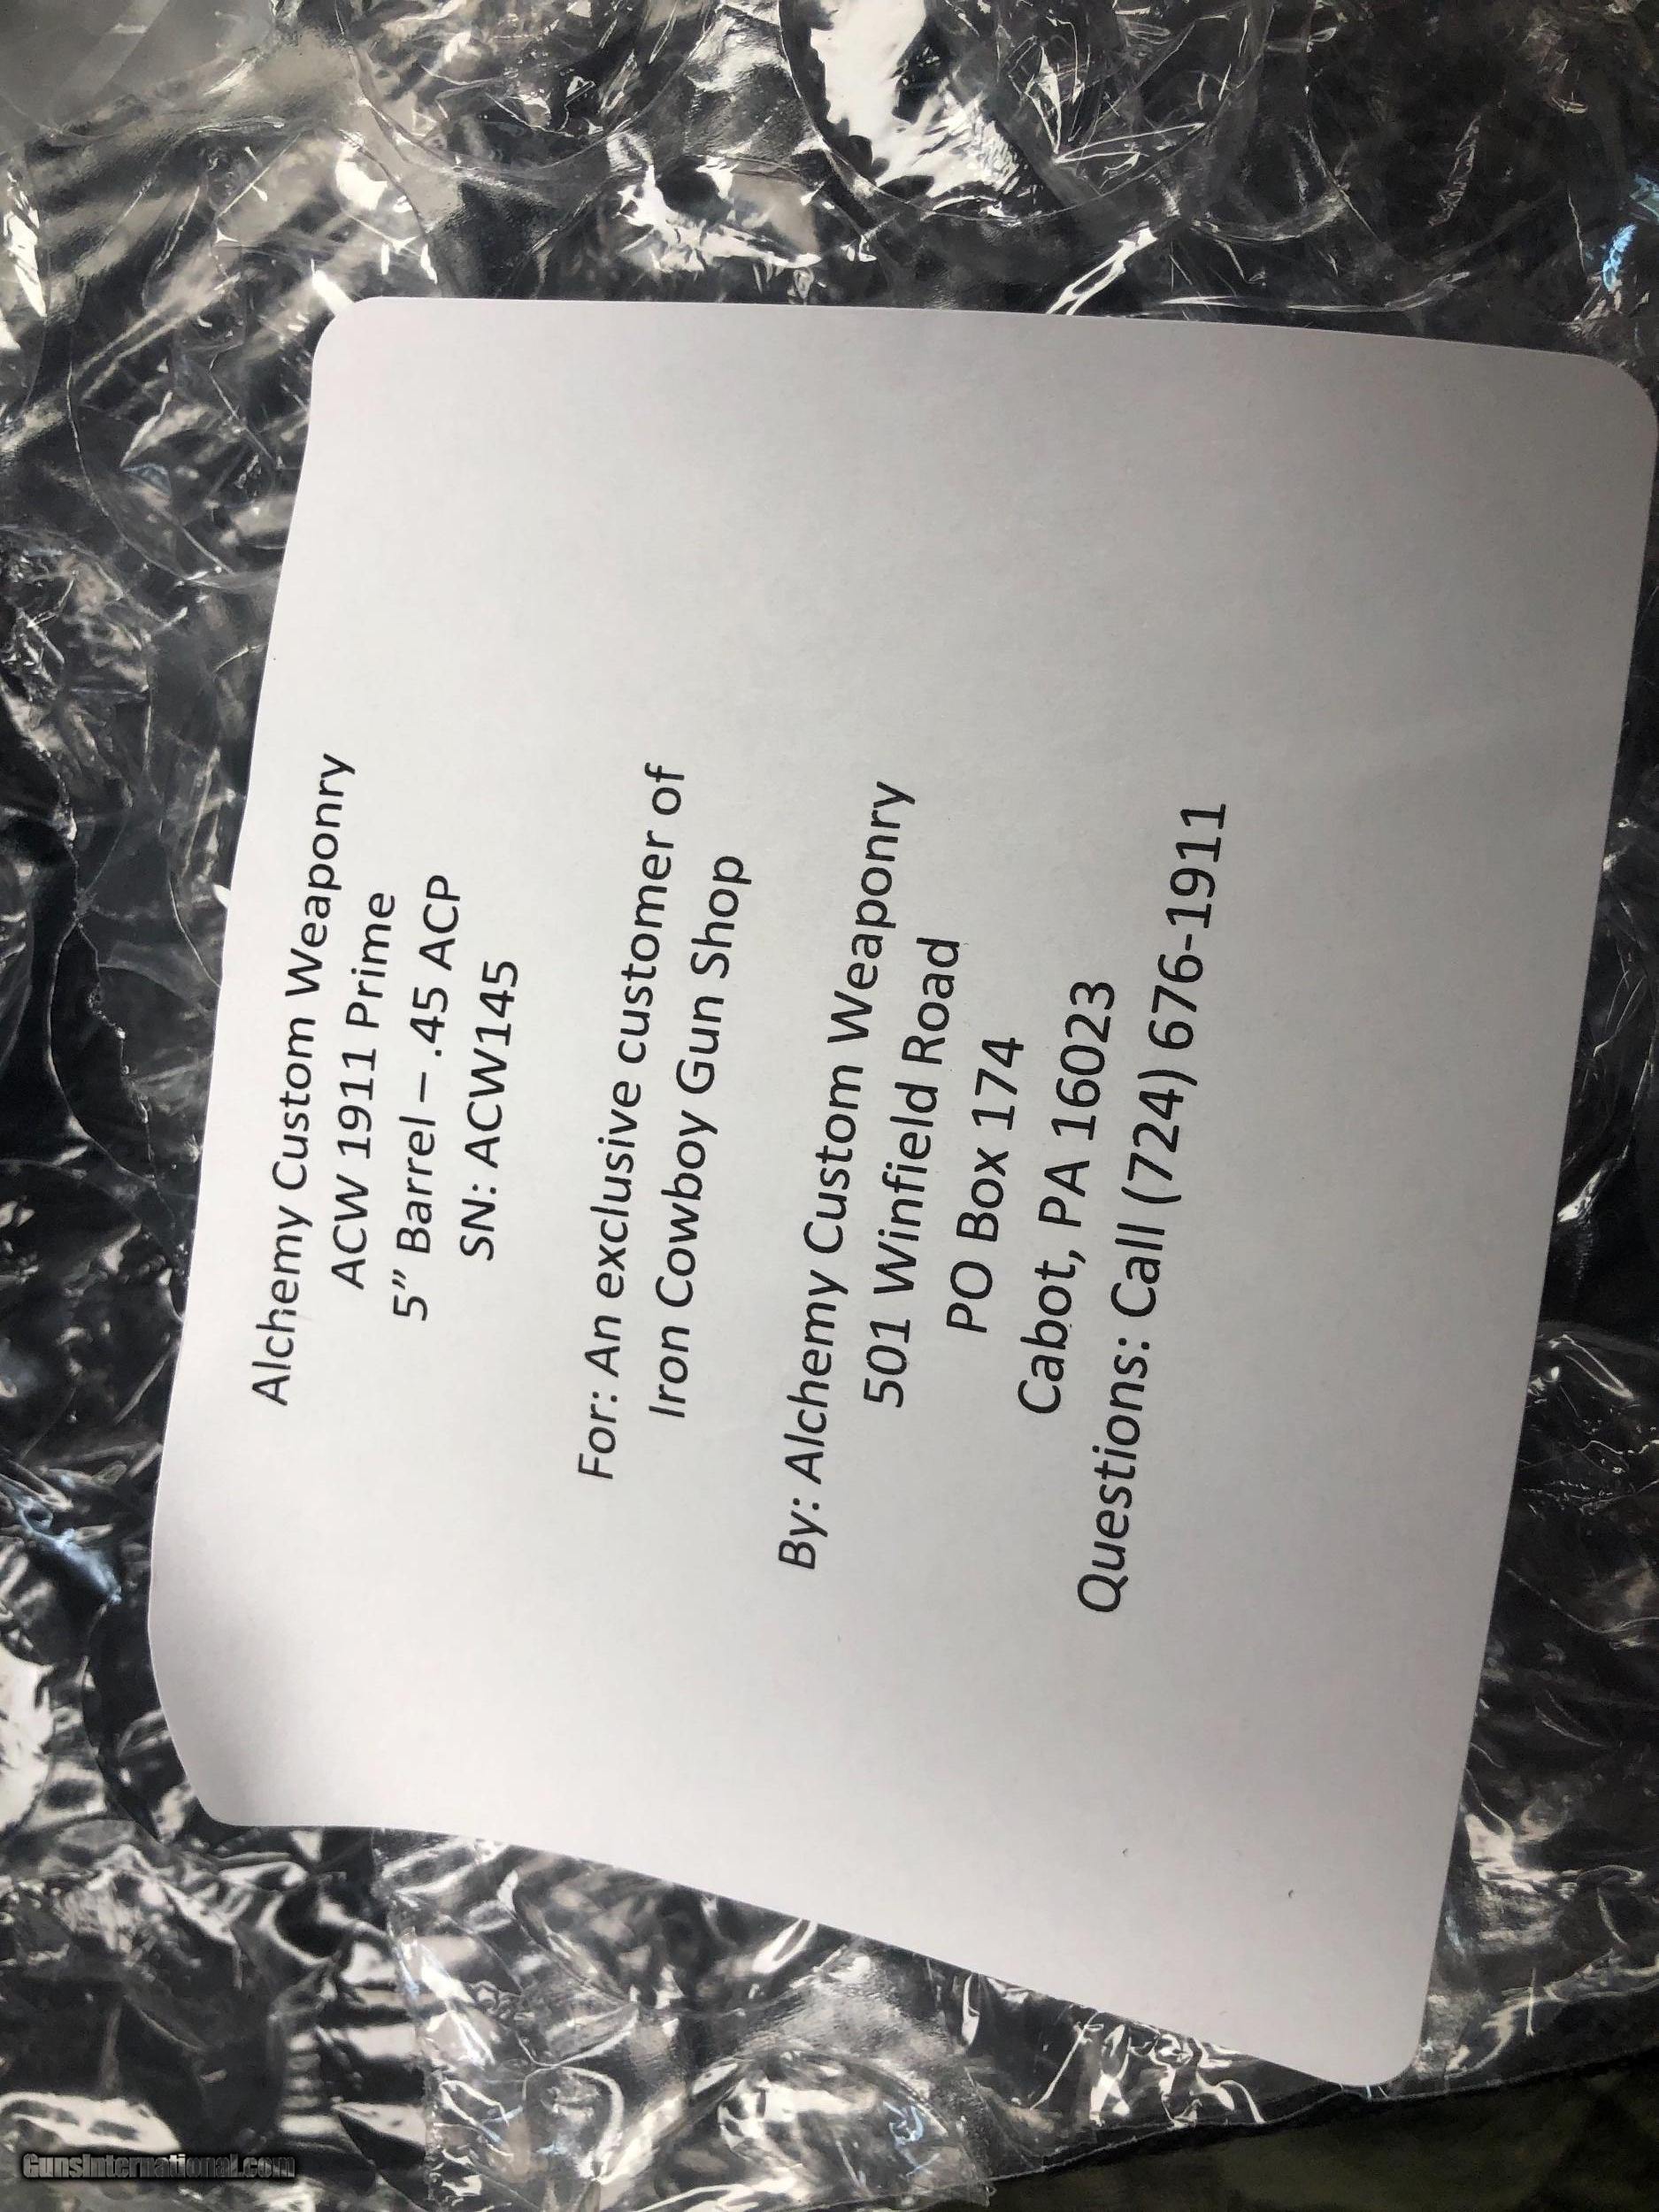 Alchemy Custom Weaponry
ACW 1911 Prime
5” Barrel – .45 ACP
SN: ACW145
For: An exclusive customer of
Iron Cowboy Gun Shop
By: Alchemy Custom Weaponry
501 Winfield Road
PO Box 174
Cabot, PA 16023
Questions: Call (724) 676-1911
GunsInternational.com